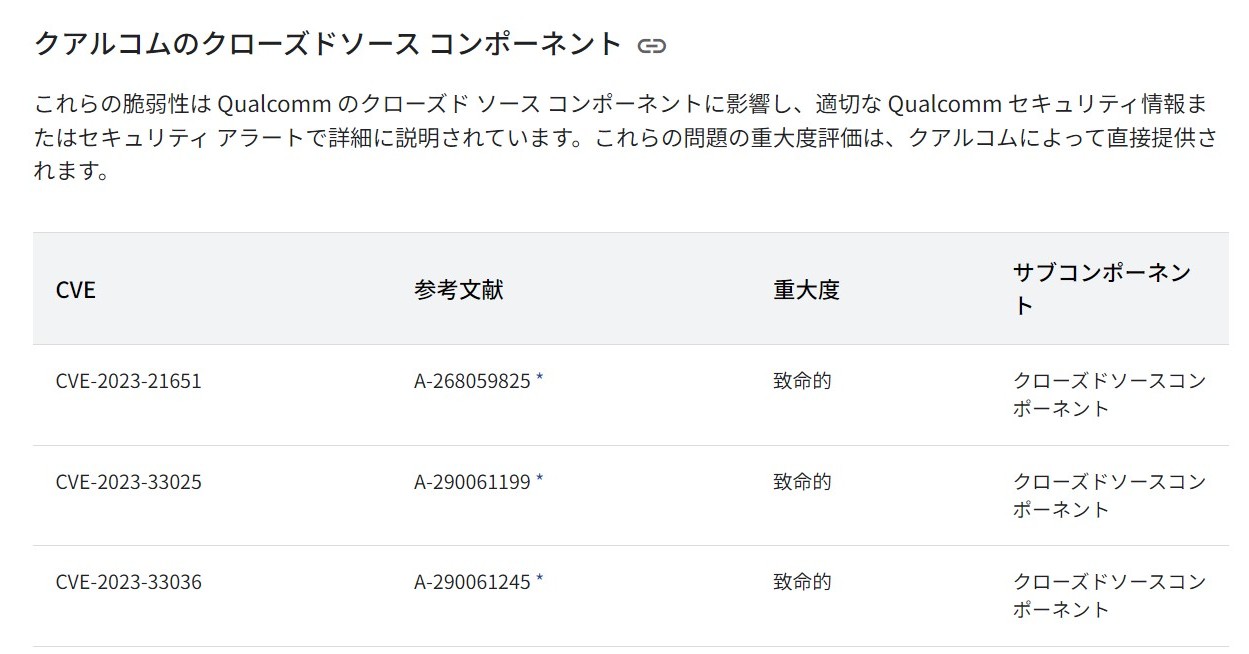 クアルコムのクローズドソース コンポーネント
これらの脆弱性は Qualcomm のクローズド ソース コンポーネントに影響し、適切な Qualcomm セキュリティ情報ま
たはセキュリティ アラートで詳細に説明されています。これらの問題の重大度評価は、クアルコムによって直接提供さ
れます。
CVE 参考文献 重大度 サブコンポーネン
ト
CVE-2023-21651 A-268059825 * 致命的 クローズドソースコン
ポーネント
CVE-2023-33025 A-290061199 * 致命的 クローズドソースコン
ポーネント
CVE-2023-33036 A-290061245 * 致命的 クローズドソースコン
ポーネント